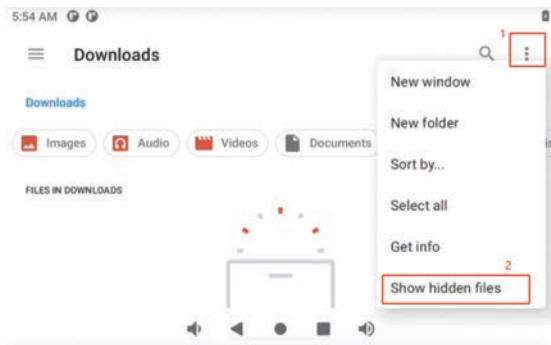 5:54 AM
1
Downloads
New window
Downloads
New folder
Images
Audio
Videos
Documents
Sort by...
FILES IN DOWNLOADS
Select all
Get info
2
Show hidden files